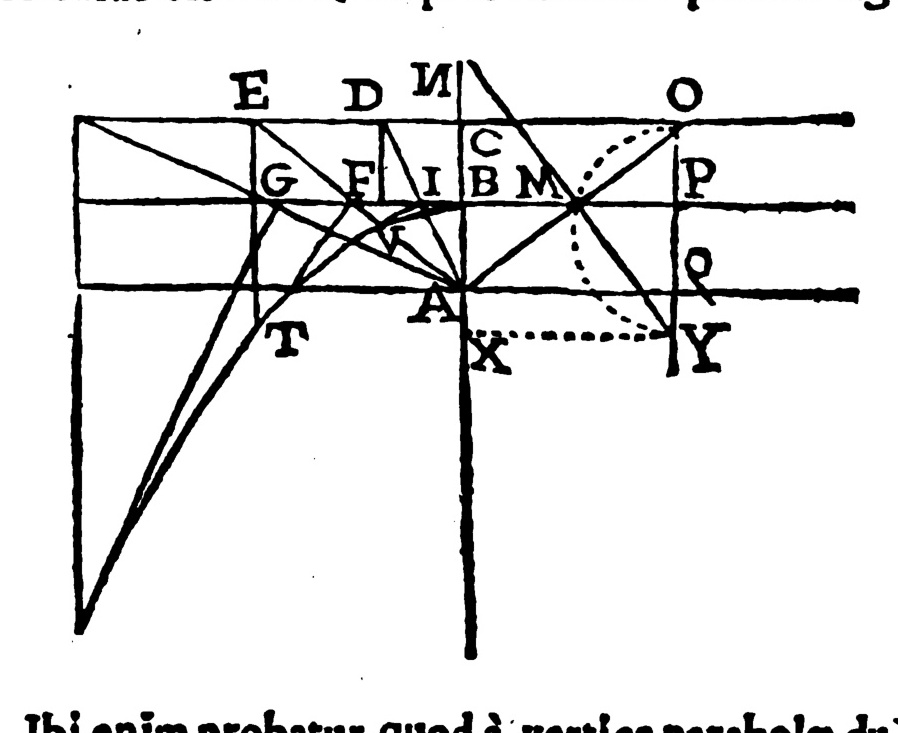 E D N O
C
G F I B M P
V
Q
A
T X Y
Ibi enim probatur quod à vertice parabolæ du